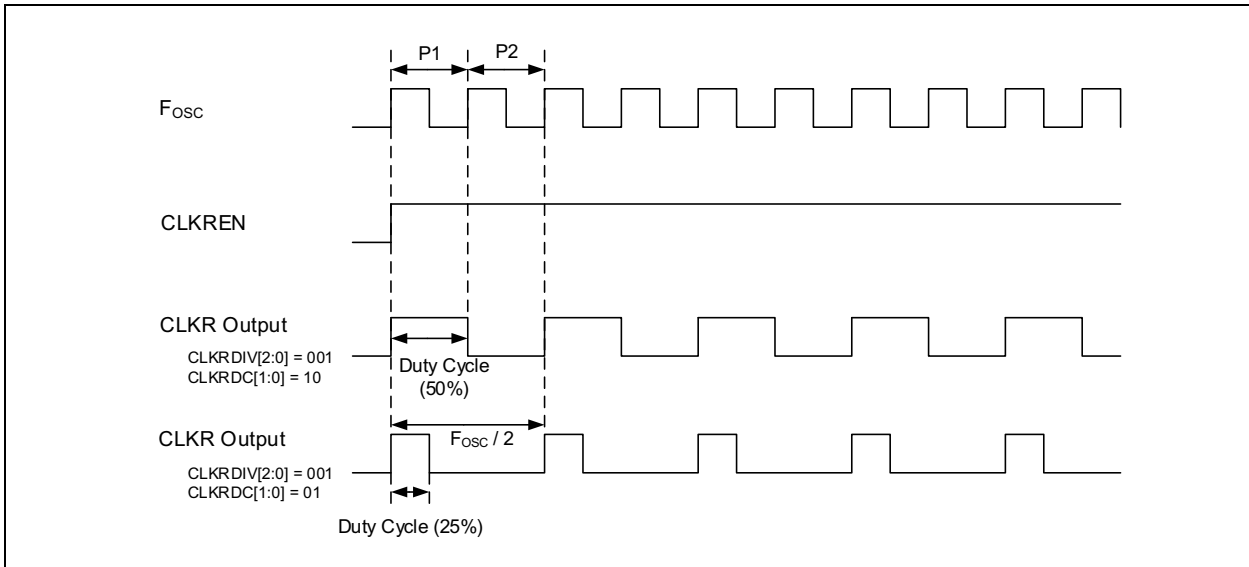 P1 P2
FOSC
CLKREN
CLKR Output
CLKRDIV[2:0] = 001
CLKRDC[1:0] = 10
Duty Cycle
(50%)
FOSC / 2
CLKR Output
CLKRDIV[2:0] = 001
CLKRDC[1:0] = 01
Duty Cycle (25%)